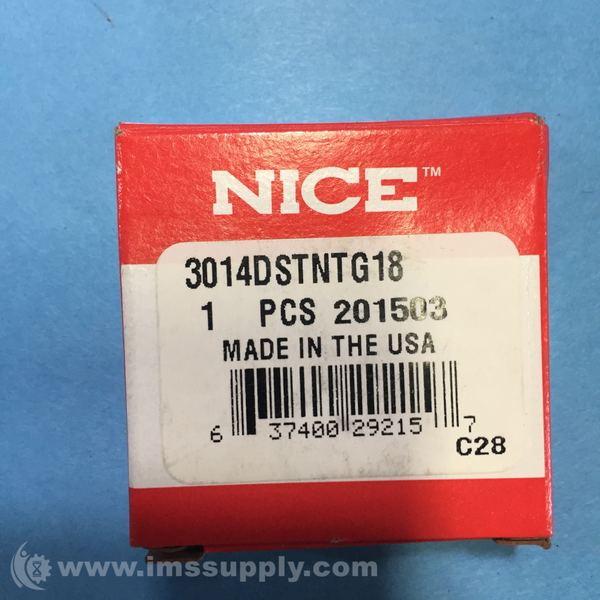 NICE™
3014DSTNTG18
1 PCS 201503
MADE IN THE USA
6 37400 29215 7
C28
www.imssupply.com